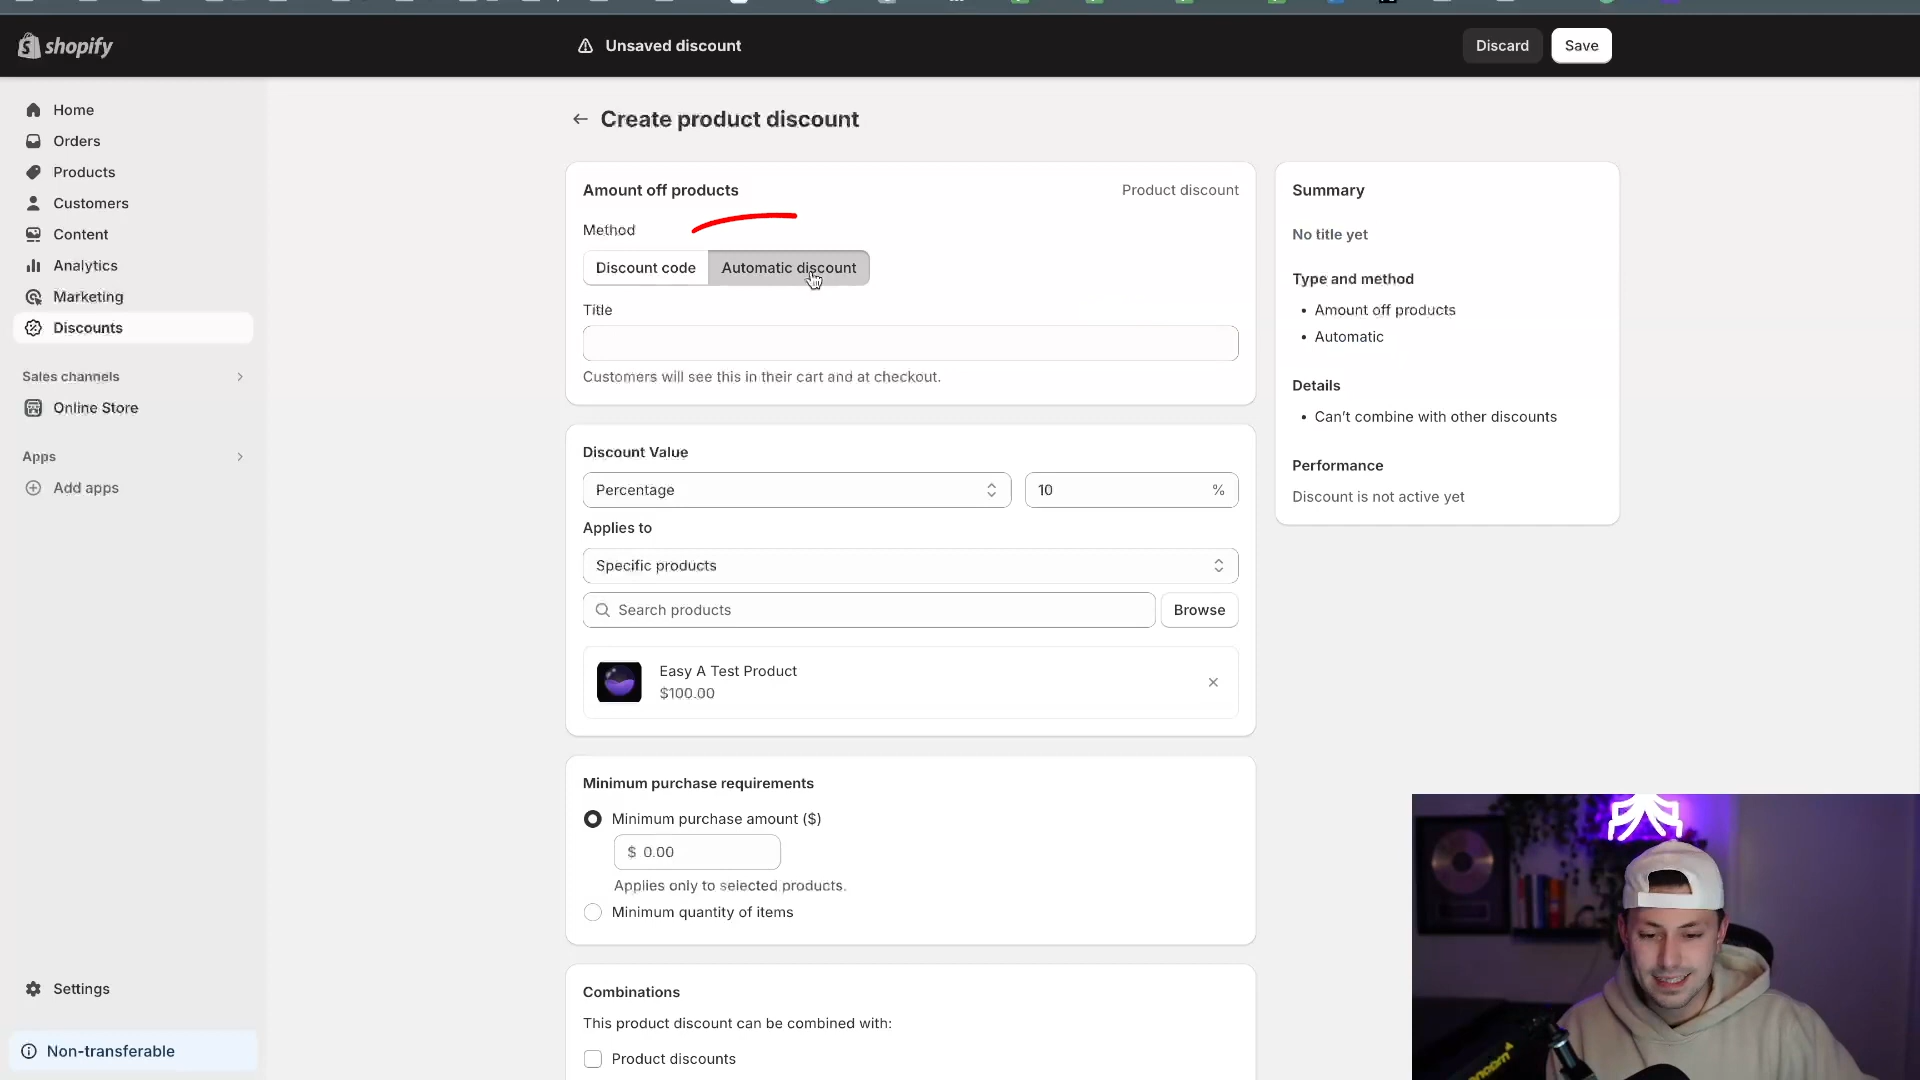 shopify
Unsaved discount
Discard
Save
Home
Orders
Products
Customers
Content
Analytics
Marketing
Discounts
Sales channels
Online Store
Apps
Add apps
Settings
Non-transferable
Create product discount
Amount off products
Product discount
Method
Discount code
Automatic discount
Title
Customers will see this in their cart and at checkout.
Discount Value
Percentage
10 %
Applies to
Specific products
Search products
Browse
Easy A Test Product
$100.00
Minimum purchase requirements
Minimum purchase amount ($)
$ 0.00
Applies only to selected products.
Minimum quantity of items
Combinations
This product discount can be combined with:
Product discounts
Summary
No title yet
Type and method
• Amount off products
• Automatic
Details
• Can't combine with other discounts
Performance
Discount is not active yet